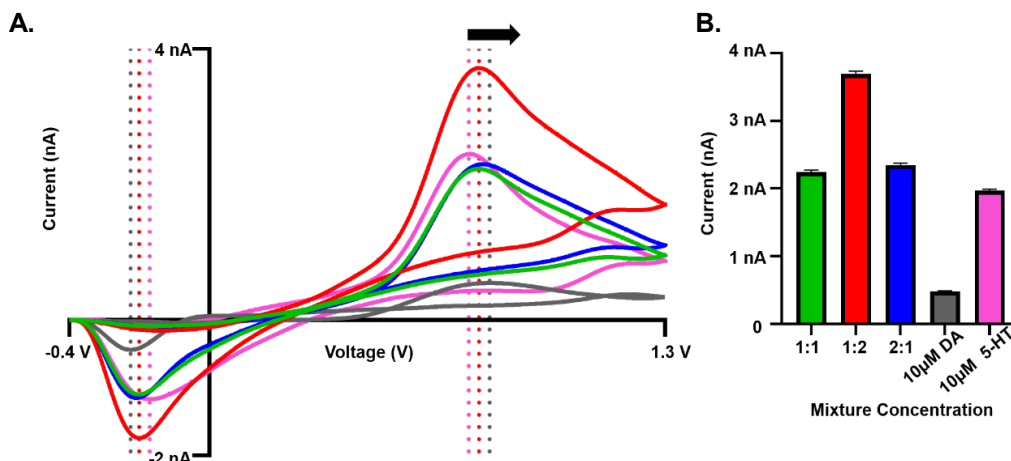 A.
4 nA
Current (nA)
-0.4 V
Voltage (V)
1.3 V
-2 nA
B.
4 nA
3 nA
2 nA
1 nA
0
Current (nA)
1:1
1:2
2:1
10μM DA
10μM 5-HT
Mixture Concentration